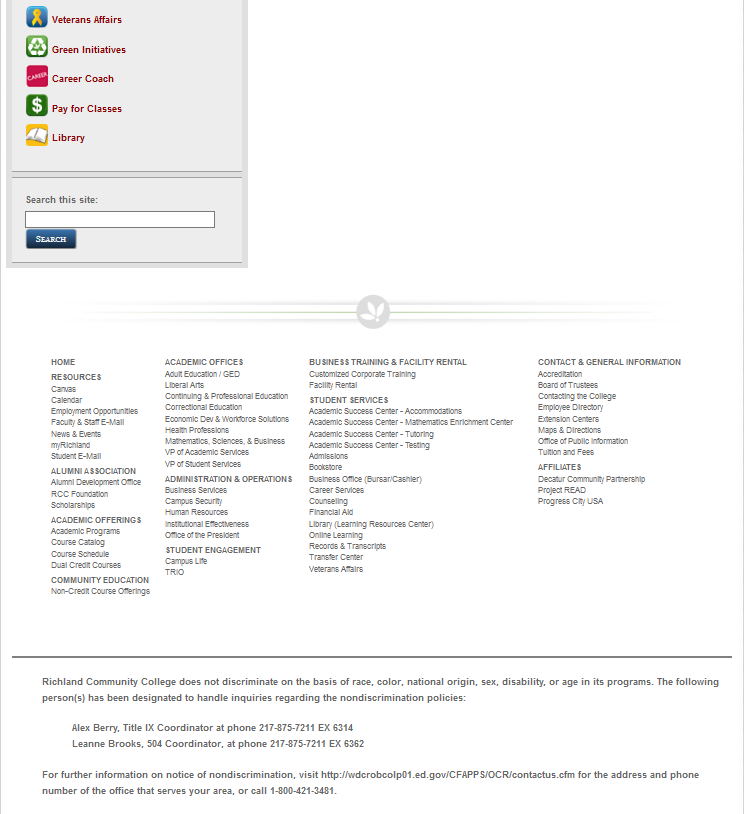 Veterans Affairs
Green Initiatives
CAREER
Career Coach
$
Pay for Classes
Library
Search this site:
SEARCH
HOME
RESOURCES
Canvas
Calendar
Employment Opportunities
Faculty & Staff E-Mail
News & Events
myRichland
Student E-Mail
ALUMNI ASSOCIATION
Alumni Development Office
RCC Foundation
Scholarships
ACADEMIC OFFERINGS
Academic Programs
Course Catalog
Course Schedule
Dual Credit Courses
COMMUNITY EDUCATION
Non-Credit Course Offerings
ACADEMIC OFFICES
Adult Education / GED
Liberal Arts
Continuing & Professional Education
Correctional Education
Economic Dev & Workforce Solutions
Health Professions
Mathematics, Sciences, & Business
VP of Academic Services
VP of Student Services
ADMINISTRATION & OPERATIONS
Business Services
Campus Security
Human Resources
Institutional Effectiveness
Office of the President
STUDENT ENGAGEMENT
Campus Life
TRIO
BUSINESS TRAINING & FACILITY RENTAL
Customized Corporate Training
Facility Rental
STUDENT SERVICES
Academic Success Center - Accommodations
Academic Success Center - Mathematics Enrichment Center
Academic Success Center - Tutoring
Academic Success Center - Testing
Admissions
Bookstore
Business Office (Bursar/Cashier)
Career Services
Counseling
Financial Aid
Library (Learning Resources Center)
Online Learning
Records & Transcripts
Transfer Center
Veterans Affairs
CONTACT & GENERAL INFORMATION
Accreditation
Board of Trustees
Contacting the College
Employee Directory
Extension Centers
Maps & Directions
Office of Public Information
Tuition and Fees
AFFILIATES
Decatur Community Partnership
Project READ
Progress City USA
Richland Community College does not discriminate on the basis of race, color, national origin, sex, disability, or age in its programs. The following
person(s) has been designated to handle inquiries regarding the nondiscrimination policies:
Alex Berry, Title IX Coordinator at phone 217-875-7211 EX 6314
Leanne Brooks, 504 Coordinator, at phone 217-875-7211 EX 6362
For further information on notice of nondiscrimination, visit http://wdcrobcolp01.ed.gov/CFAPPS/OCR/contactus.cfm for the address and phone
number of the office that serves your area, or call 1-800-421-3481.